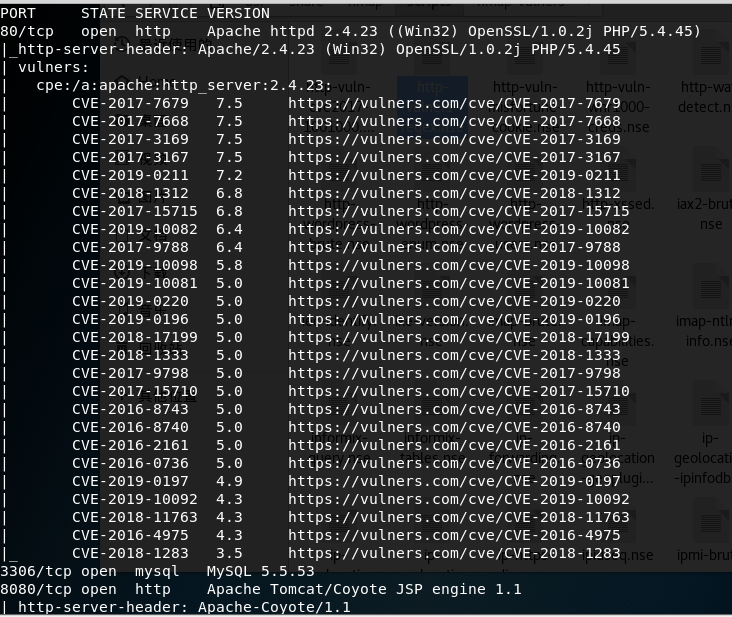 PORT     STATE SERVICE VERSION
80/tcp   open  http    Apache httpd 2.4.23 ((Win32) OpenSSL/1.0.2j PHP/5.4.45)
|_http-server-header: Apache/2.4.23 (Win32) OpenSSL/1.0.2j PHP/5.4.45
| vulners:
|   cpe:/a:apache:http_server:2.4.23:
|       CVE-2017-7679   7.5     https://vulners.com/cve/CVE-2017-7679
|       CVE-2017-7668   7.5     https://vulners.com/cve/CVE-2017-7668
|       CVE-2017-3169   7.5     https://vulners.com/cve/CVE-2017-3169
|       CVE-2017-3167   7.5     https://vulners.com/cve/CVE-2017-3167
|       CVE-2019-0211   7.2     https://vulners.com/cve/CVE-2019-0211
|       CVE-2018-1312   6.8     https://vulners.com/cve/CVE-2018-1312
|       CVE-2017-15715  6.8     https://vulners.com/cve/CVE-2017-15715
|       CVE-2019-10082  6.4     https://vulners.com/cve/CVE-2019-10082
|       CVE-2017-9788   6.4     https://vulners.com/cve/CVE-2017-9788
|       CVE-2019-10098  5.8     https://vulners.com/cve/CVE-2019-10098
|       CVE-2019-10081  5.0     https://vulners.com/cve/CVE-2019-10081
|       CVE-2019-0220   5.0     https://vulners.com/cve/CVE-2019-0220
|       CVE-2019-0196   5.0     https://vulners.com/cve/CVE-2019-0196
|       CVE-2018-17199  5.0     https://vulners.com/cve/CVE-2018-17199
|       CVE-2018-1333   5.0     https://vulners.com/cve/CVE-2018-1333
|       CVE-2017-9798   5.0     https://vulners.com/cve/CVE-2017-9798
|       CVE-2017-15710  5.0     https://vulners.com/cve/CVE-2017-15710
|       CVE-2016-8743   5.0     https://vulners.com/cve/CVE-2016-8743
|       CVE-2016-8740   5.0     https://vulners.com/cve/CVE-2016-8740
|       CVE-2016-2161   5.0     https://vulners.com/cve/CVE-2016-2161
|       CVE-2016-0736   5.0     https://vulners.com/cve/CVE-2016-0736
|       CVE-2019-0197   4.9     https://vulners.com/cve/CVE-2019-0197
|       CVE-2019-10092  4.3     https://vulners.com/cve/CVE-2019-10092
|       CVE-2018-11763  4.3     https://vulners.com/cve/CVE-2018-11763
|       CVE-2016-4975   4.3     https://vulners.com/cve/CVE-2016-4975
|_      CVE-2018-1283   3.5     https://vulners.com/cve/CVE-2018-1283
3306/tcp open  mysql   MySQL 5.5.53
8080/tcp open  http    Apache Tomcat/Coyote JSP engine 1.1
| http-server-header: Apache-Coyote/1.1